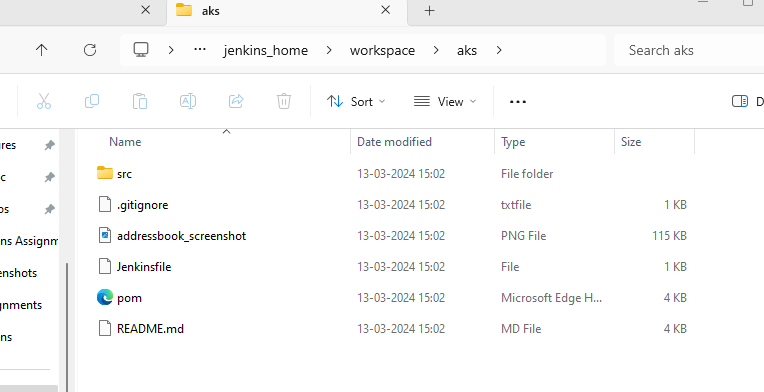 aks
jenkins_home > workspace > aks >
Search aks
Sort
View
D
Name Date modified Type Size
src 13-03-2024 15:02 File folder
.gitignore 13-03-2024 15:02 txtfile 1 KB
addressbook_screenshot 13-03-2024 15:02 PNG File 115 KB
Jenkinsfile 13-03-2024 15:02 File 1 KB
pom 13-03-2024 15:02 Microsoft Edge H... 4 KB
README.md 13-03-2024 15:02 MD File 4 KB
ures
c
os
ns Assignm
enshots
gnments
ns